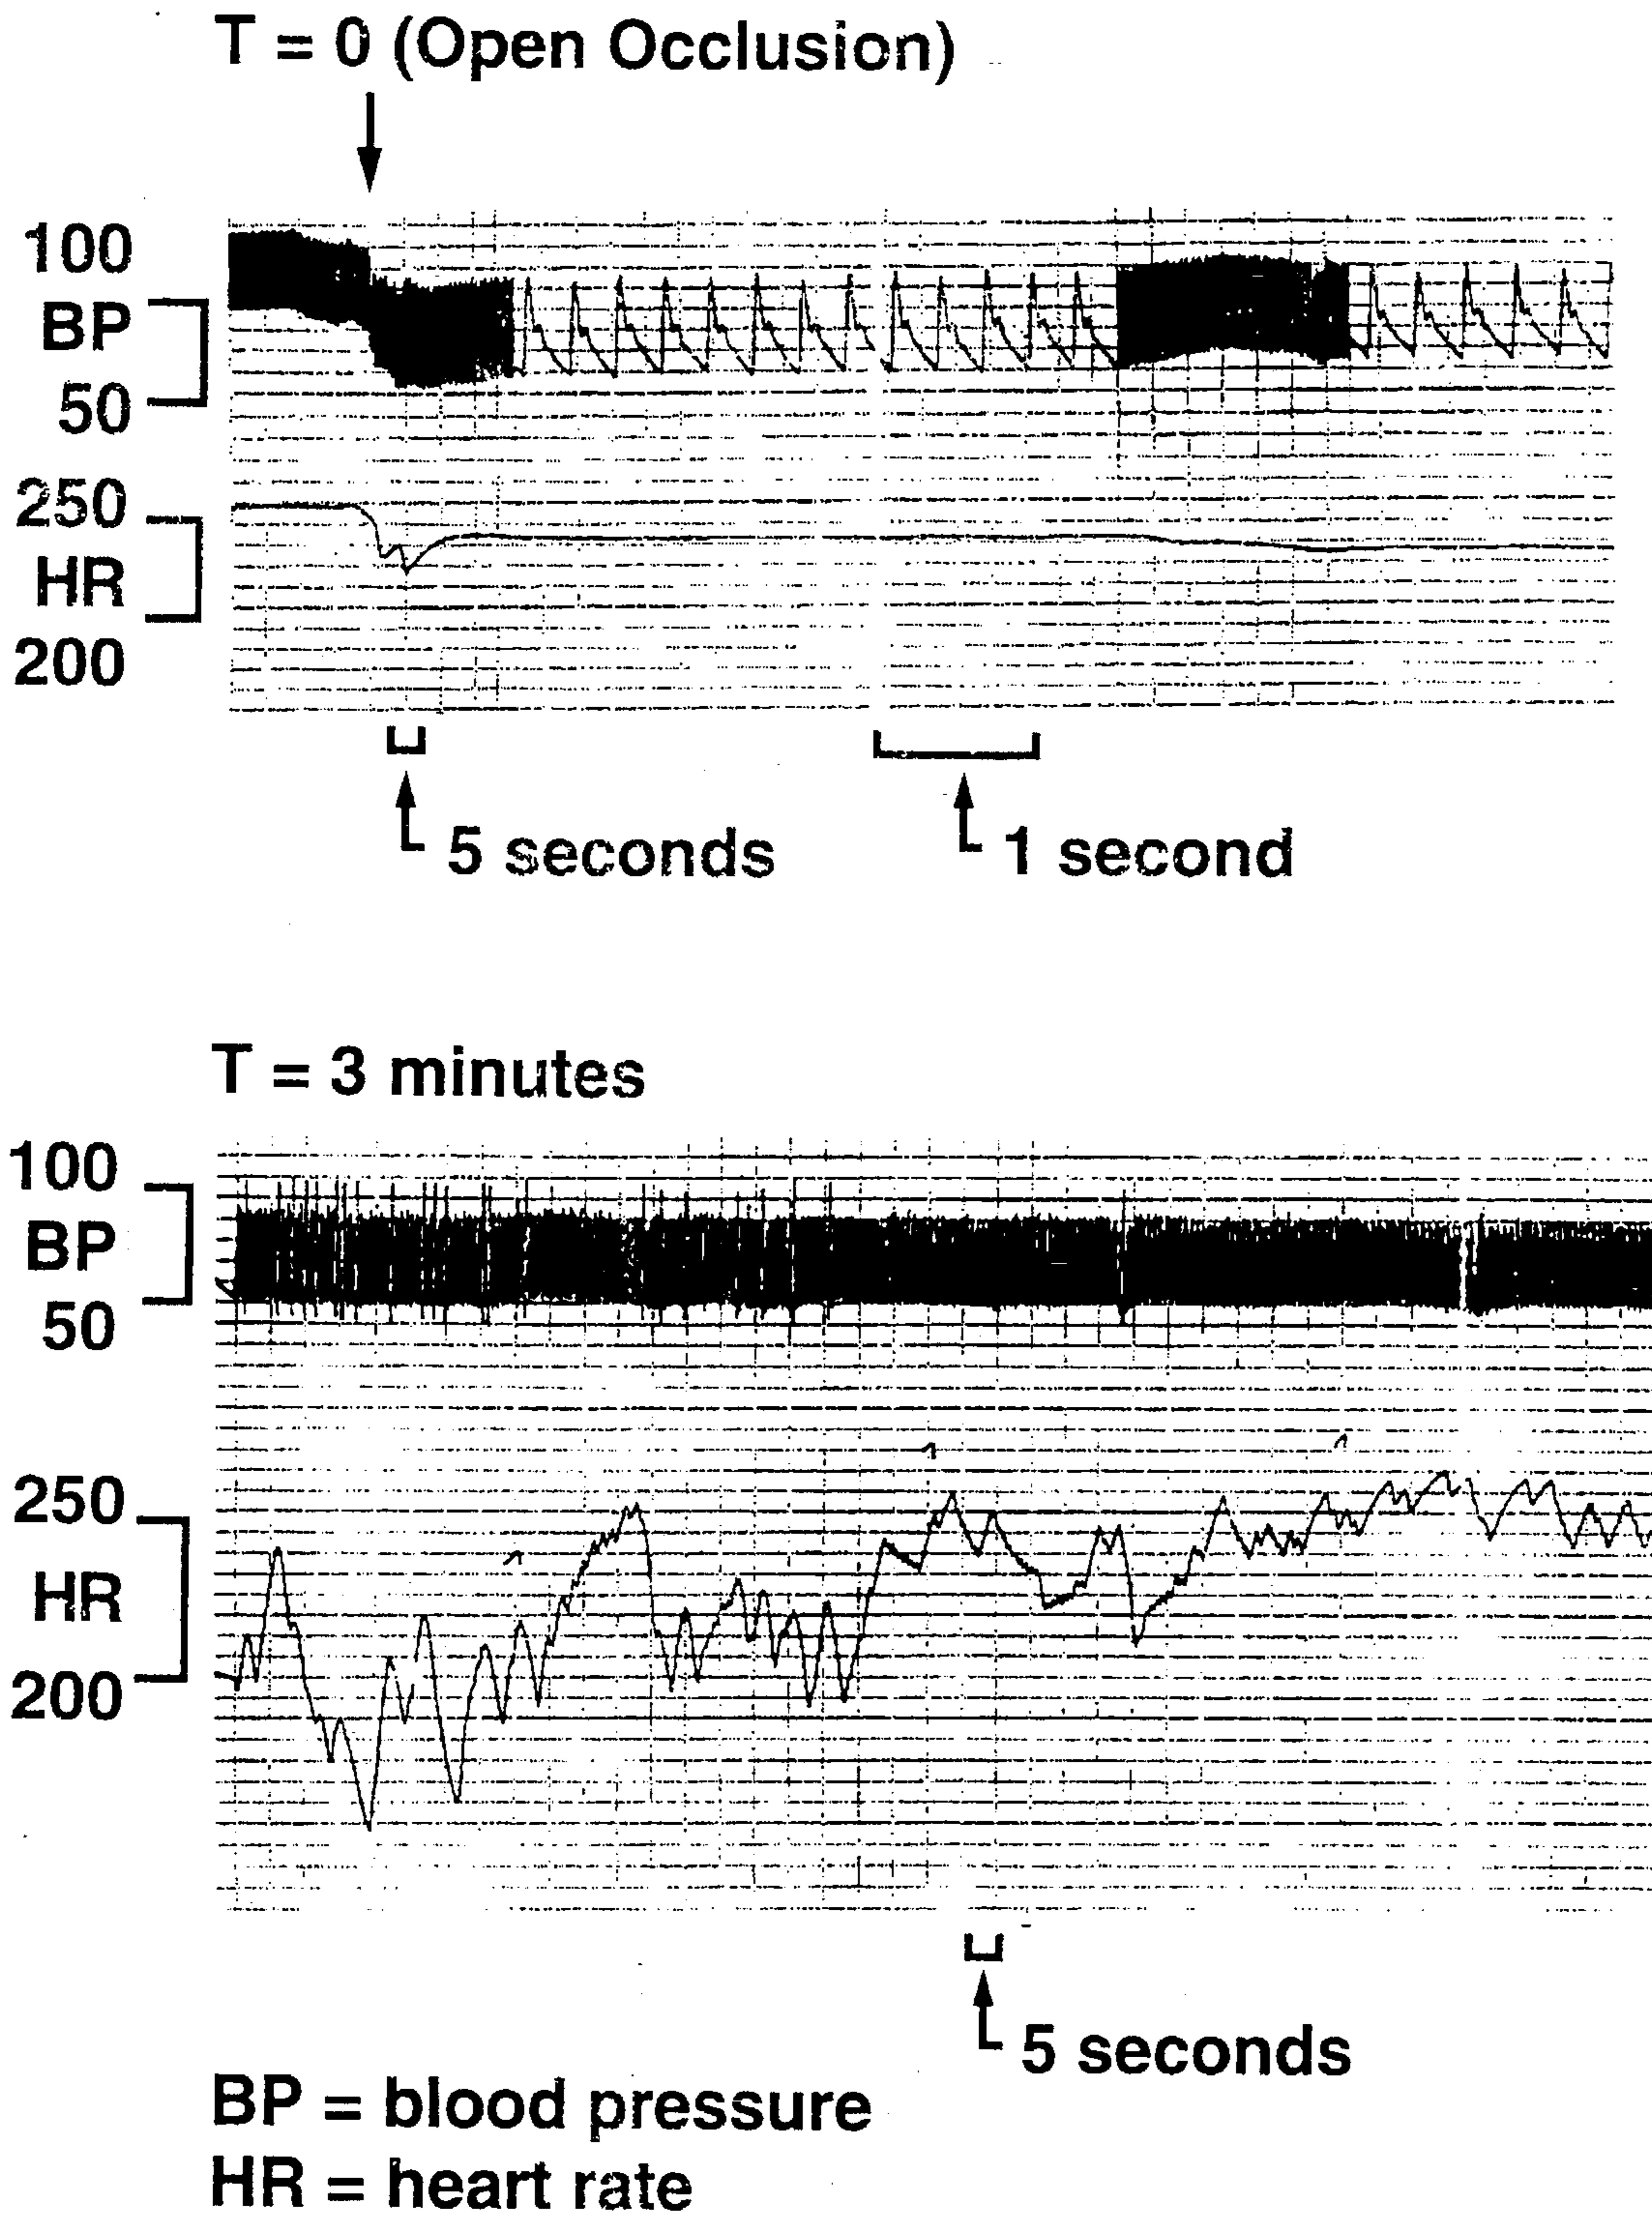 T = 0 (Open Occlusion)
100
BP
50
250
HR
200
5 seconds
1 second
T = 3 minutes
100
BP
50
250
HR
200
5 seconds
BP = blood pressure
HR = heart rate